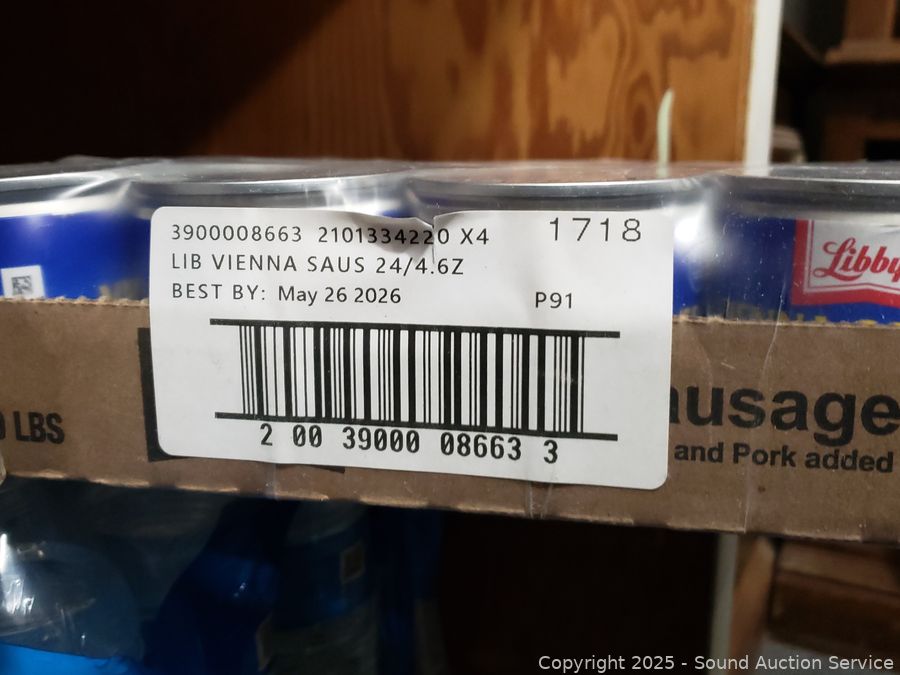 3900008663 2101334220 X4 1718
LIB VIENNA SAUS 24/4.6Z
BEST BY: May 26 2026 P91
2 00 39000 08663 3
Libby
LBS
ausage
and Pork added
Copyright 2025 - Sound Auction Service